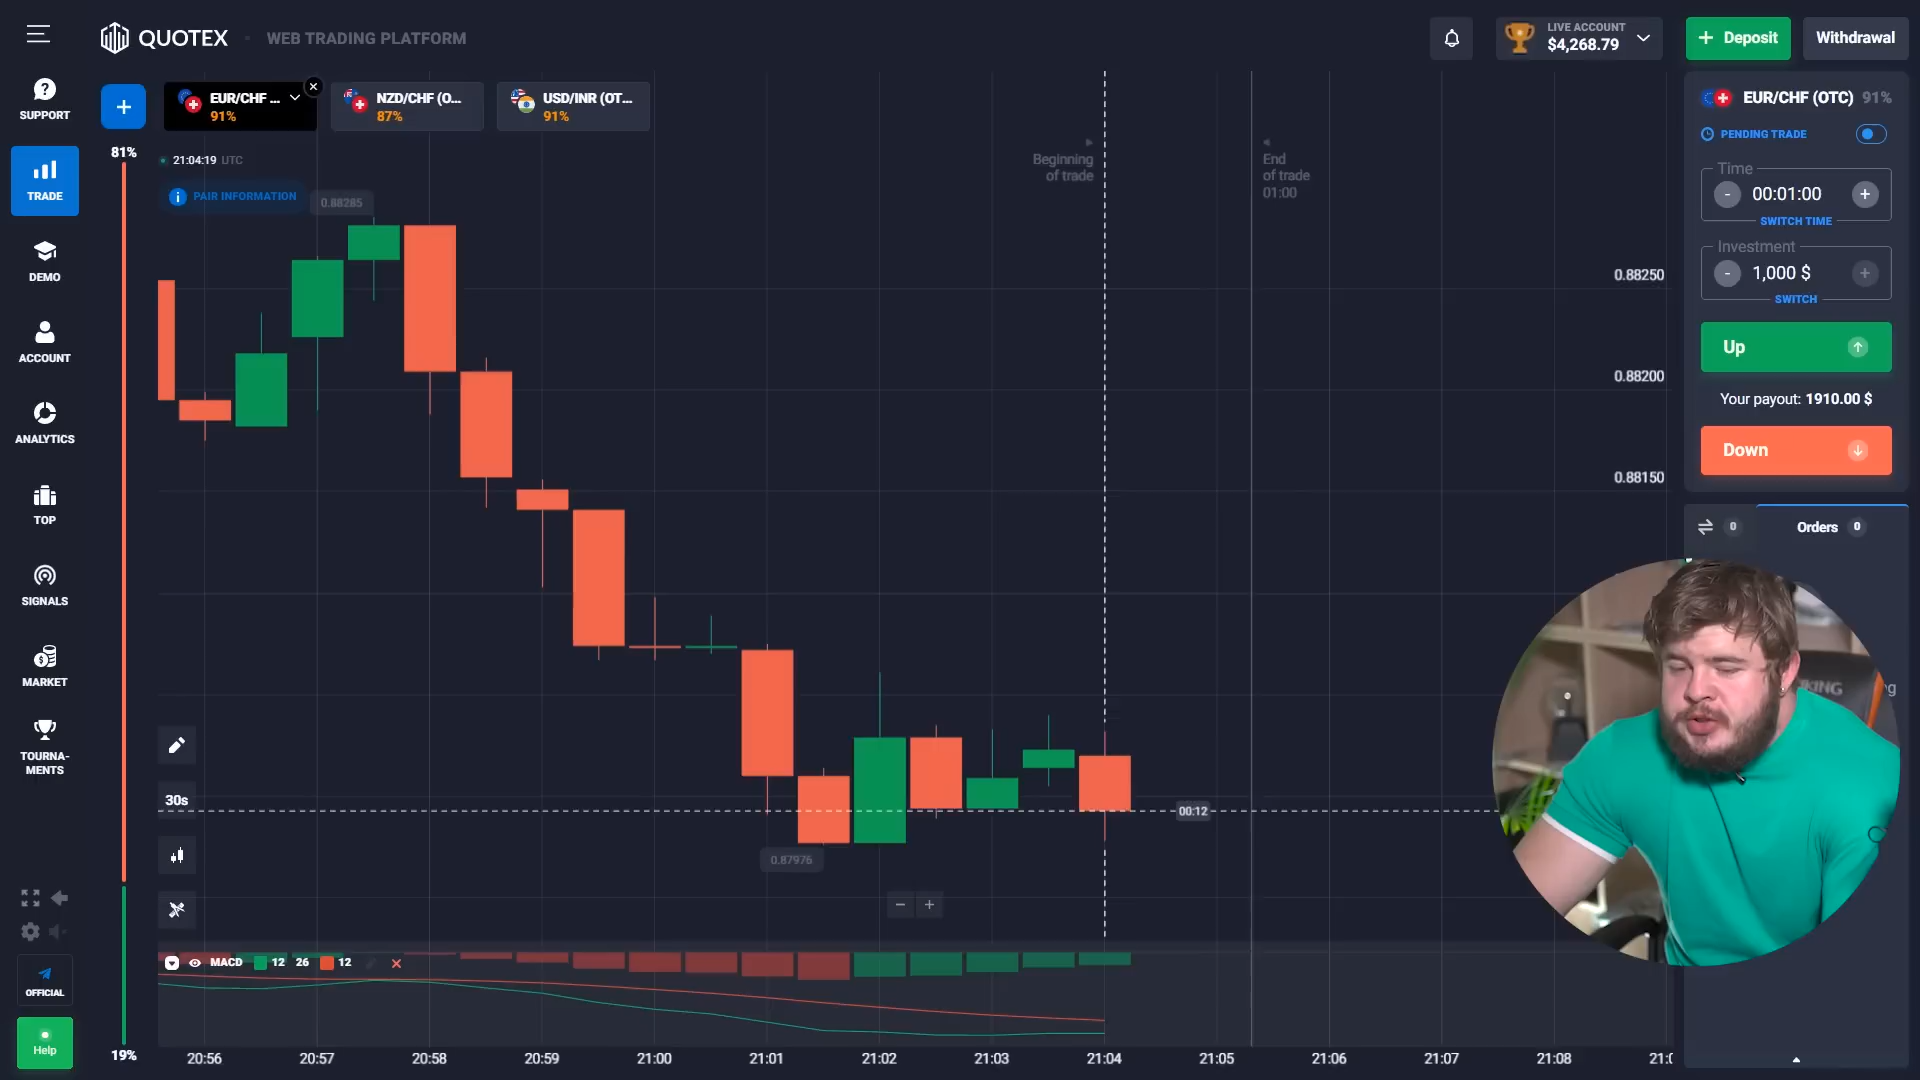 QUOTEX
WEB TRADING PLATFORM
LIVE ACCOUNT
$4,268.79
+ Deposit
Withdrawal
SUPPORT
TRADE
DEMO
ACCOUNT
ANALYTICS
TOP
SIGNALS
MARKET
TOURNA-
MENTS
OFFICIAL
Help
+
EUR/CHF ...
91%
NZD/CHF (O...
87%
USD/INR (OT...
91%
81%
19%
21:04:19 UTC
PAIR INFORMATION
0.88285
Beginning
of trade
End
of trade
01:00
0.88250
0.88200
0.88150
30s
00:12
0.87976
MACD 12 26 12
20:56 20:57 20:58 20:59 21:00 21:01 21:02 21:03 21:04 21:05 21:06 21:07 21:08 21:0
EUR/CHF (OTC) 91%
PENDING TRADE
Time
- 00:01:00 +
SWITCH TIME
Investment
- 1,000 $ +
SWITCH
Up
Your payout: 1910.00 $
Down
0
Orders 0
KING